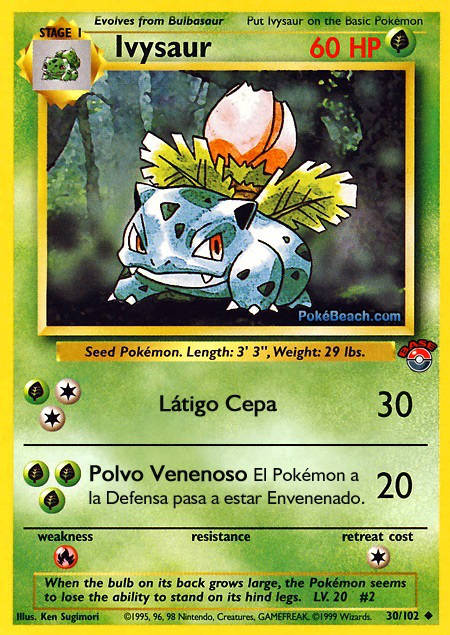 Evolves from Bulbasaur Put Ivysaur on the Basic Pokémon
STAGE 1
Ivysaur 60 HP
PokéBeach.com
Seed Pokémon. Length: 3' 3", Weight: 29 lbs.
BASE
Látigo Cepa 30
Polvo Venenoso El Pokémon a
la Defensa pasa a estar Envenenado. 20
weakness resistance retreat cost
When the bulb on its back grows large, the Pokémon seems
to lose the ability to stand on its hind legs. LV. 20 #2
Illus. Ken Sugimori ©1995, 96, 98 Nintendo, Creatures, GAMEFREAK. ©1999 Wizards. 30/102